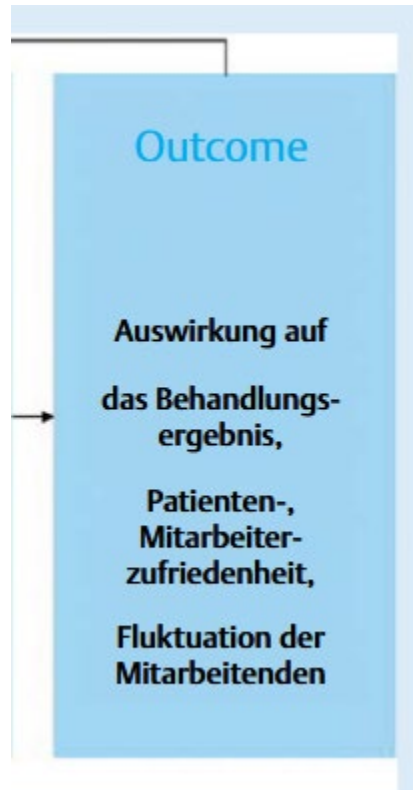 Outcome
Auswirkung auf
das Behandlungs-
ergebnis,
Patienten-,
Mitarbeiter-
zufriedenheit,
Fluktuation der
Mitarbeitenden